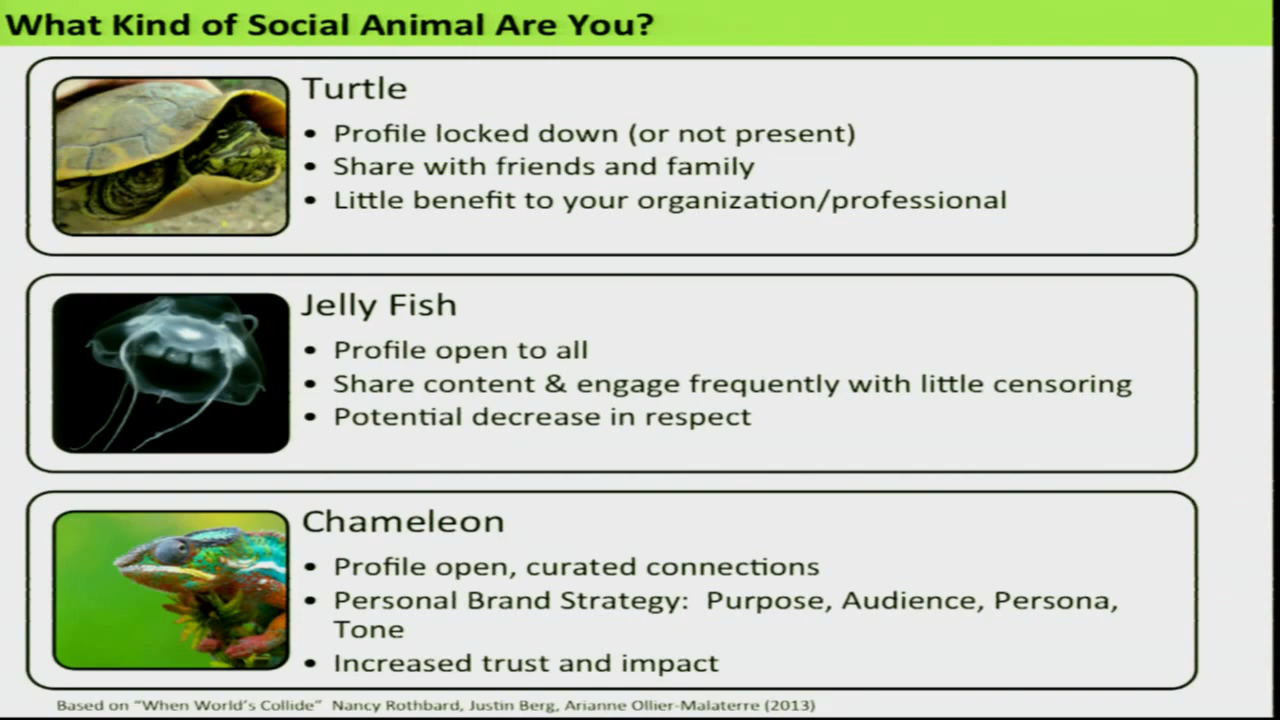 What Kind of Social Animal Are You?
Turtle
• Profile locked down (or not present)
• Share with friends and family
• Little benefit to your organization/professional
Jelly Fish
• Profile open to all
• Share content & engage frequently with little censoring
• Potential decrease in respect
Chameleon
• Profile open, curated connections
• Personal Brand Strategy: Purpose, Audience, Persona,
Tone
• Increased trust and impact
Based on “When World’s Collide” Nancy Rothbard, Justin Berg, Arianne Ollier-Malaterre (2013)